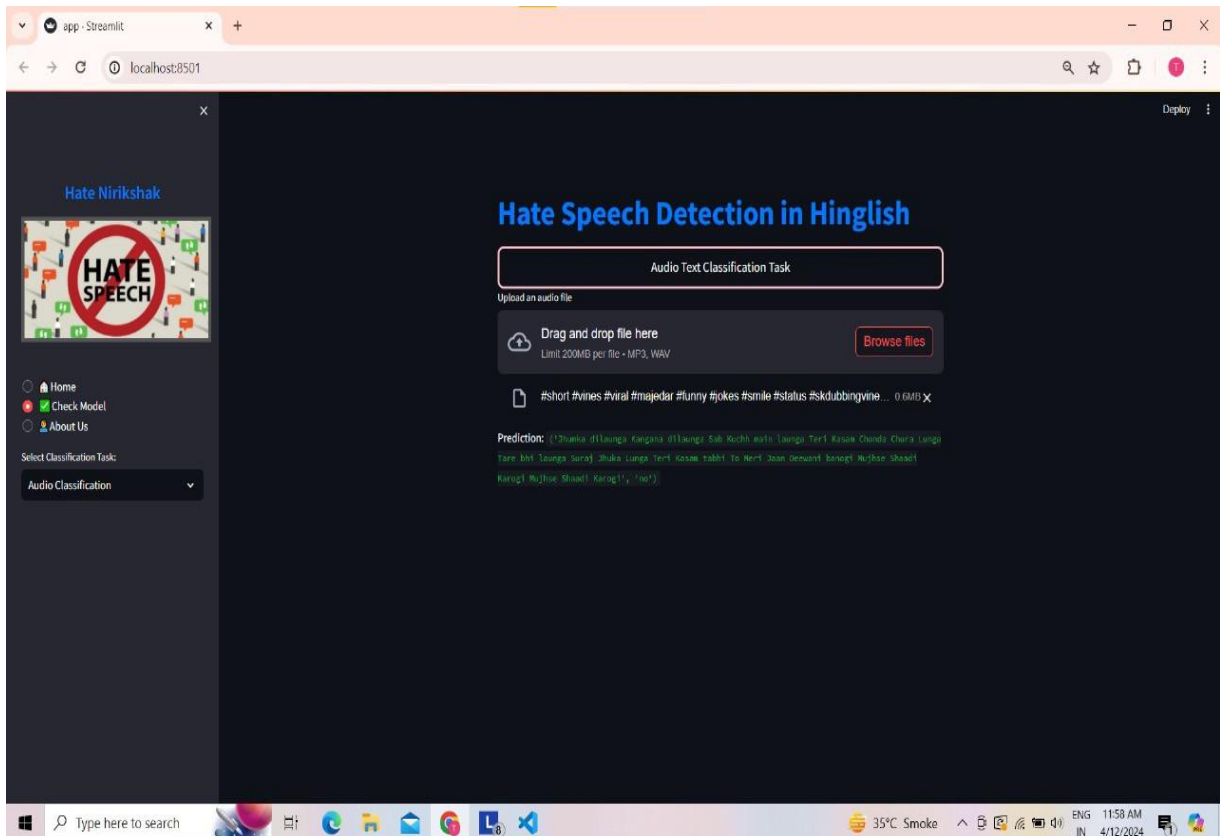 app · Streamlit
localhost:8501
T
Deploy
Hate Nirikshak
HATE
SPEECH
Home
Check Model
About Us
Select Classification Task:
Audio Classification
Hate Speech Detection in Hinglish
Audio Text Classification Task
Upload an audio file
Drag and drop file here
Limit 200MB per file • MP3, WAV
Browse files
#short #vines #viral #majedar #funny #jokes #smile #status #skdubbingvine... 0.6MB
Prediction: ('Jhumka dilaunga Kangana dilaunga Sab Kuchh main launga Teri Kasam Chanda Chura Lunga
Tare bhi launga Suraj Jhuka Lunga Teri Kasam tabhi To Meri Jaan Deewani banogi Mujhse Shaadi
Karogi Mujhse Shaadi Karogi', 'no')
Type here to search
L
8
35°C Smoke
ENG
IN
11:58 AM
4/12/2024
1